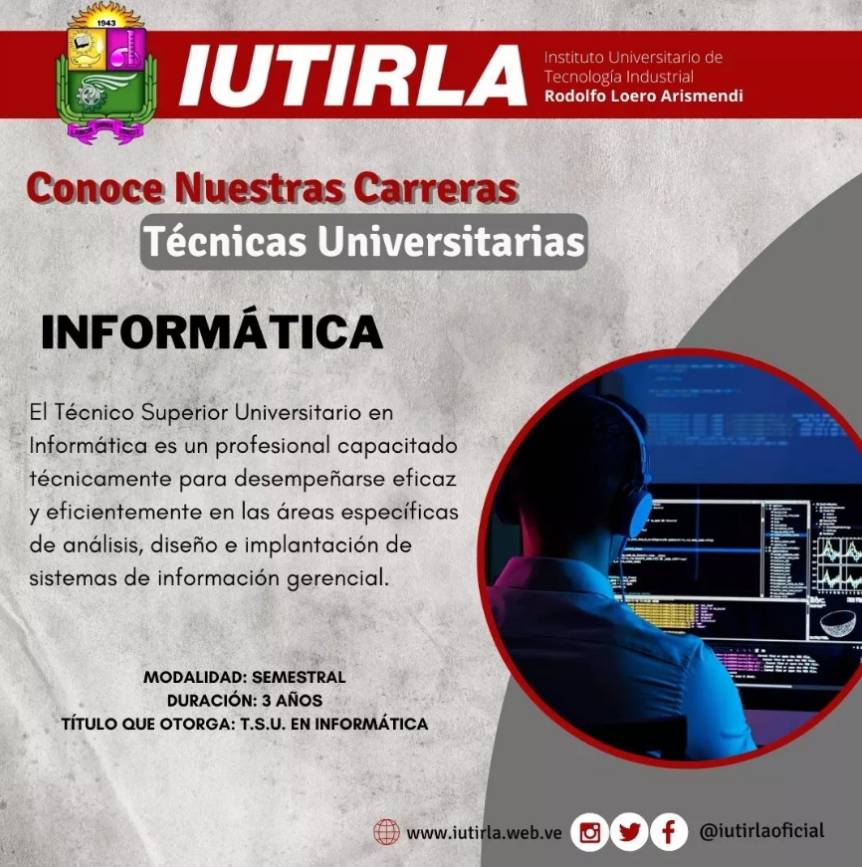 1943
IUTIRLA
Instituto Universitario de
Tecnología Industrial
Rodolfo Loero Arismendi
Conoce Nuestras Carreras
Técnicas Universitarias
INFORMÁTICA
El Técnico Superior Universitario en
Informática es un profesional capacitado
técnicamente para desempeñarse eficaz
y eficientemente en las áreas específicas
de análisis, diseño e implantación de
sistemas de información gerencial.
MODALIDAD: SEMESTRAL
DURACIÓN: 3 AÑOS
TÍTULO QUE OTORGA: T.S.U. EN INFORMÁTICA
www.iutirla.web.ve
@iutirlaoficial